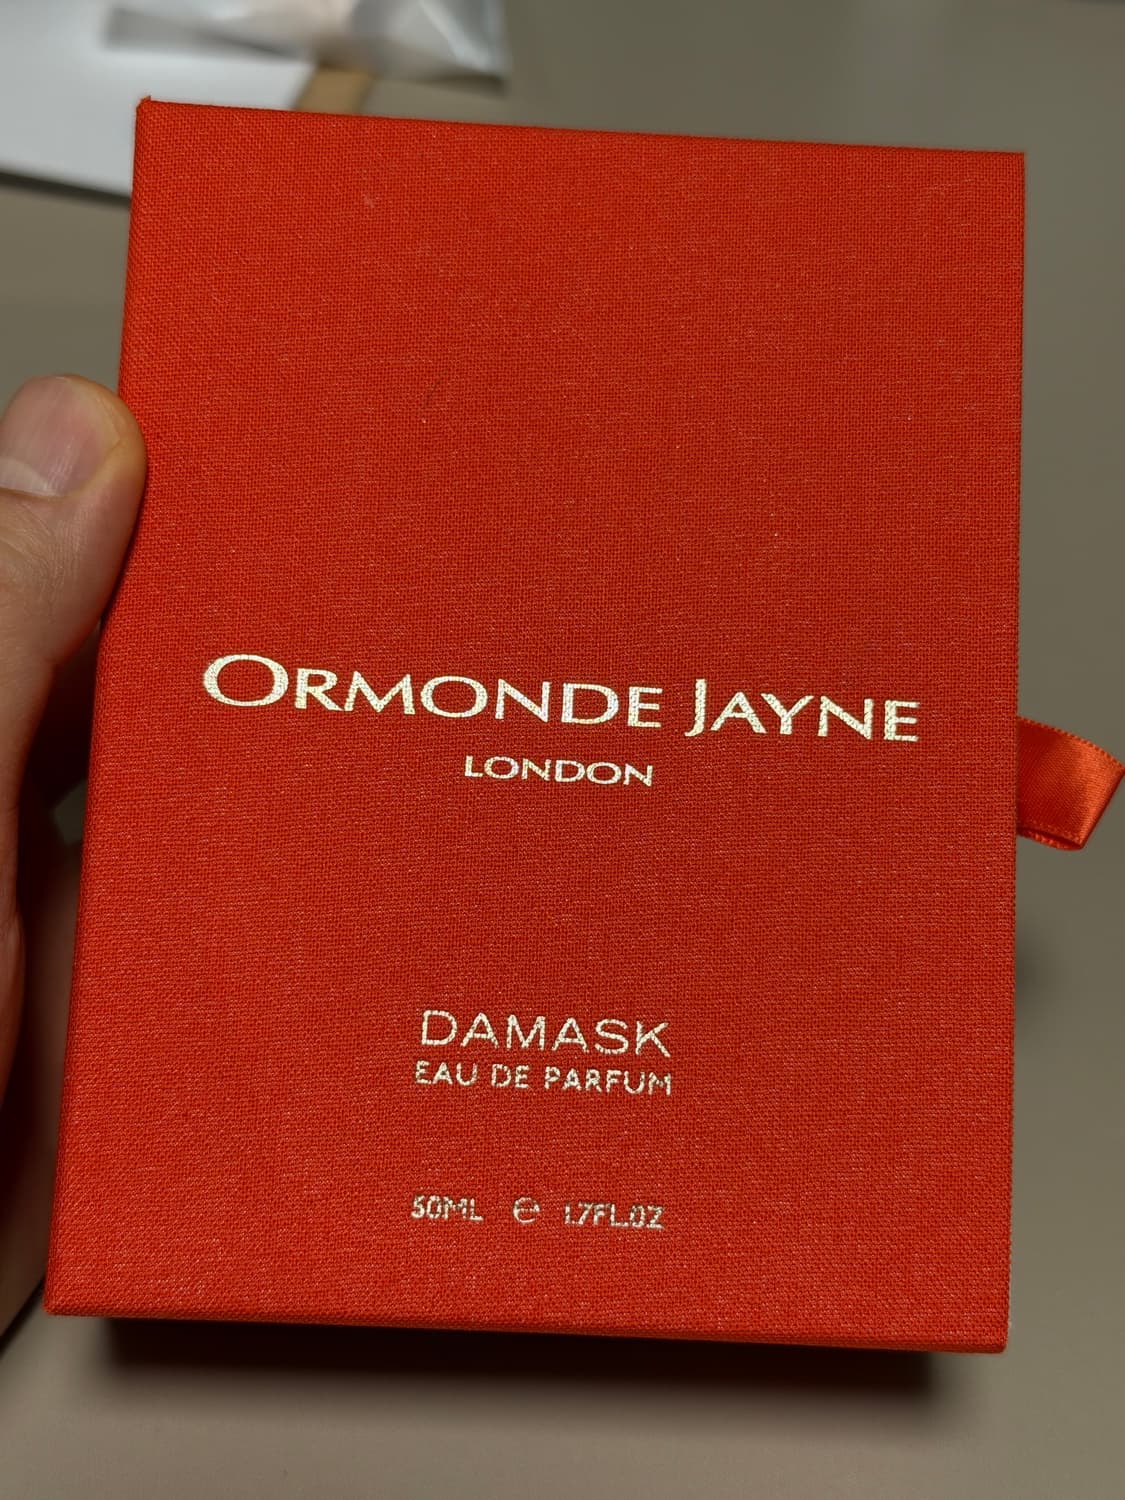 ORMONDE JAYNE
LONDON
DAMASK
EAU DE PARFUM
50ML ℮ 1.7FL.OZ